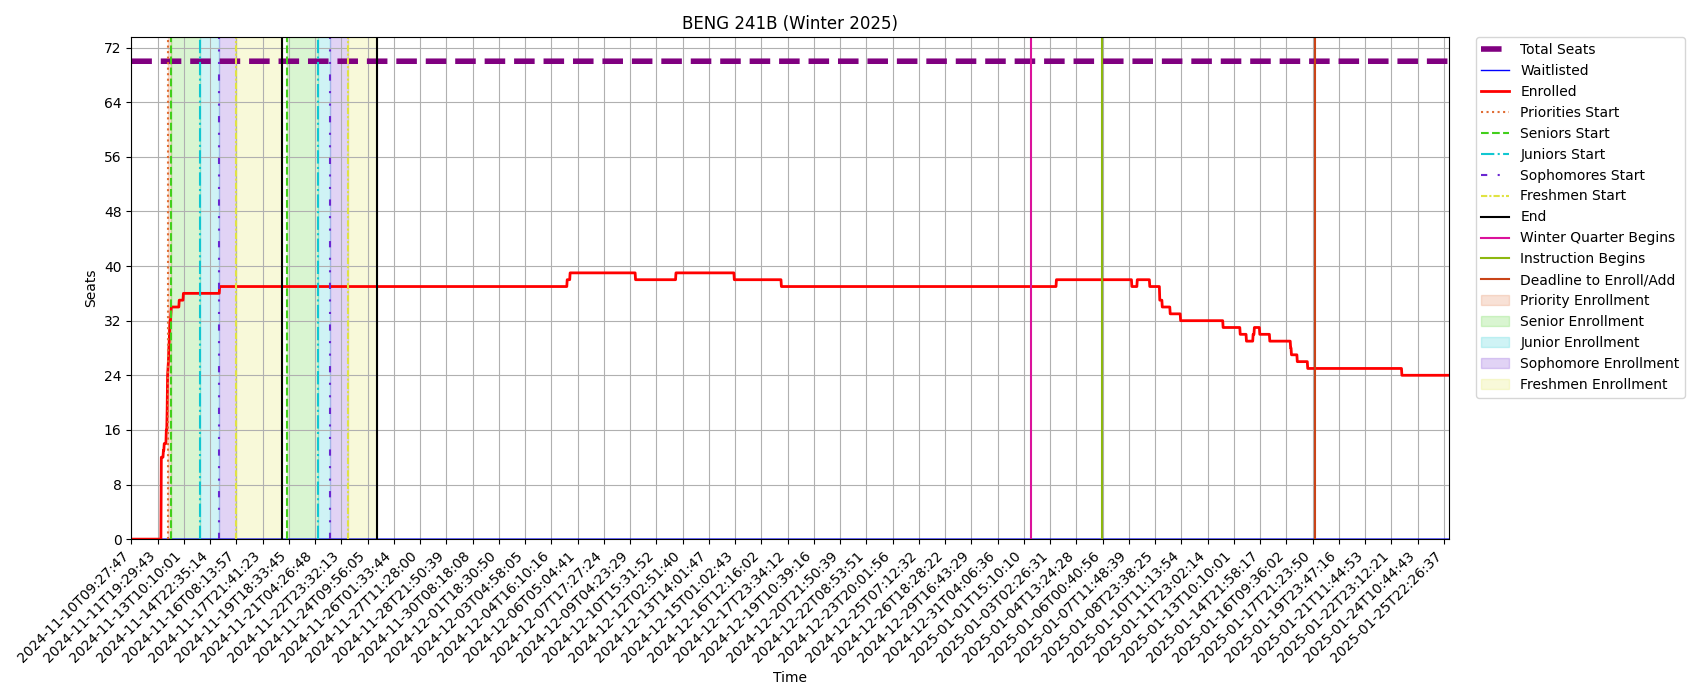 BENG 241B (Winter 2025)
Seats
72
64
56
48
40
32
24
16
8
0
2024-11-10T09:27:47
2024-11-11T19:29:43
2024-11-13T10:10:01
2024-11-14T22:35:14
2024-11-16T08:13:57
2024-11-17T21:41:23
2024-11-19T18:33:45
2024-11-21T04:26:48
2024-11-22T23:32:13
2024-11-24T09:56:05
2024-11-26T01:33:44
2024-11-27T11:28:00
2024-11-28T21:50:39
2024-11-30T08:18:08
2024-12-01T18:30:50
2024-12-03T04:58:05
2024-12-04T16:10:16
2024-12-06T05:04:41
2024-12-07T17:27:24
2024-12-09T04:23:29
2024-12-10T15:31:52
2024-12-12T02:51:40
2024-12-13T14:01:47
2024-12-15T01:02:43
2024-12-16T12:16:02
2024-12-17T23:34:12
2024-12-19T10:39:16
2024-12-20T21:50:39
2024-12-22T08:53:51
2024-12-23T20:01:56
2024-12-25T07:12:32
2024-12-26T18:28:22
2024-12-29T16:43:29
2024-12-31T04:06:36
2025-01-01T15:10:10
2025-01-03T02:26:31
2025-01-04T13:24:28
2025-01-06T00:40:56
2025-01-07T11:48:39
2025-01-08T23:38:25
2025-01-10T11:13:54
2025-01-11T23:02:14
2025-01-13T10:10:01
2025-01-14T21:58:17
2025-01-16T09:36:02
2025-01-17T21:23:50
2025-01-19T23:47:16
2025-01-21T11:44:53
2025-01-22T23:12:21
2025-01-24T10:44:43
2025-01-25T22:26:37
Time
Total Seats
Waitlisted
Enrolled
Priorities Start
Seniors Start
Juniors Start
Sophomores Start
Freshmen Start
End
Winter Quarter Begins
Instruction Begins
Deadline to Enroll/Add
Priority Enrollment
Senior Enrollment
Junior Enrollment
Sophomore Enrollment
Freshmen Enrollment